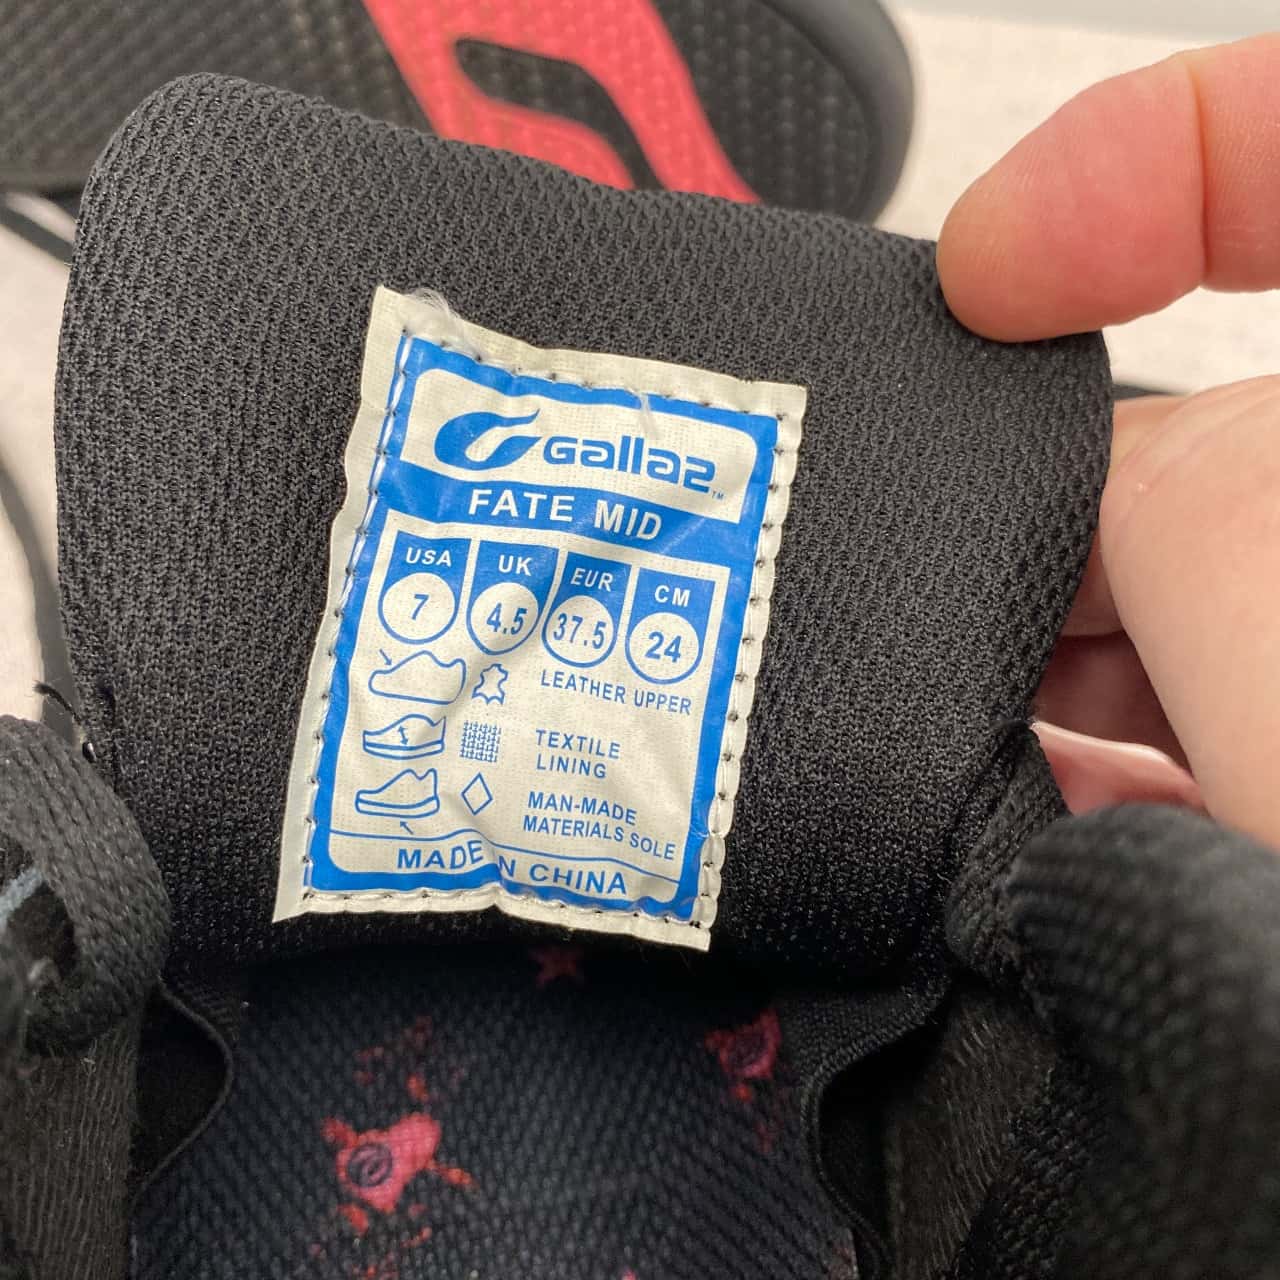 Gallaz™
FATE MID
USA UK EUR CM
7 4.5 37.5 24
LEATHER UPPER
TEXTILE
LINING
MAN-MADE
MATERIALS SOLE
MADE IN CHINA